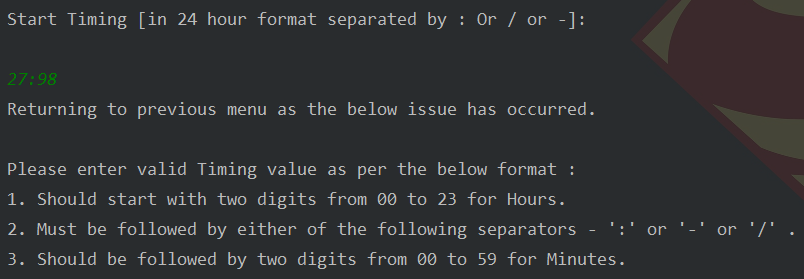 Start Timing [in 24 hour format separated by : Or / or -]:
27:98
Returning to previous menu as the below issue has occurred.
Please enter valid Timing value as per the below format :
1. Should start with two digits from 00 to 23 for Hours.
2. Must be followed by either of the following separators - ':' or '-' or '/' .
3. Should be followed by two digits from 00 to 59 for Minutes.